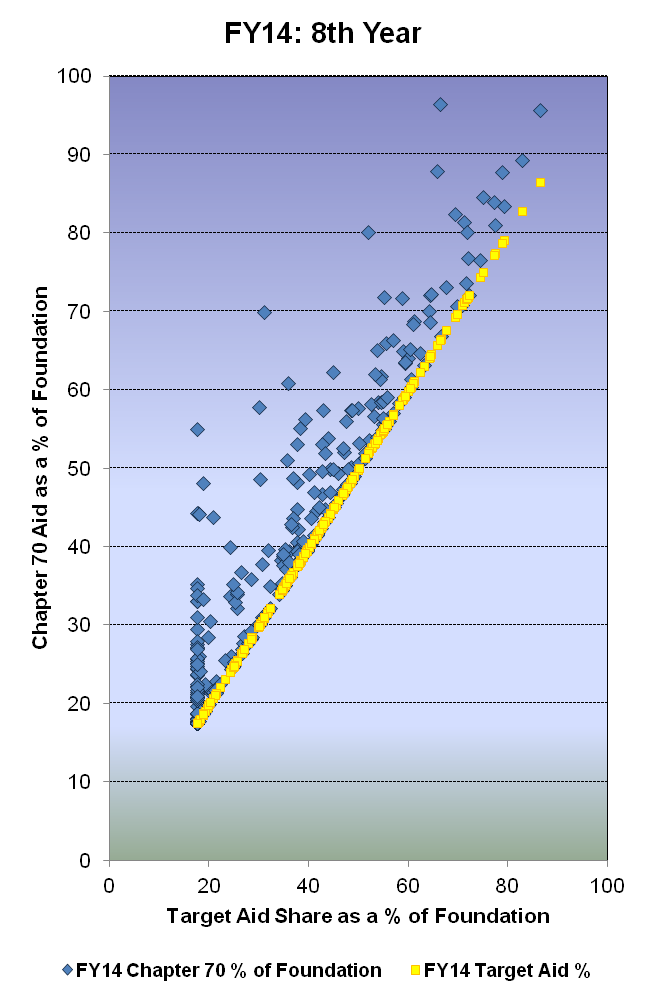 FY14: 8th Year
100
90
80
70
60
50
40
30
20
10
0
Chapter 70 Aid as a % of Foundation
0 20 40 60 80 100
Target Aid Share as a % of Foundation
FY14 Chapter 70 % of Foundation FY14 Target Aid %